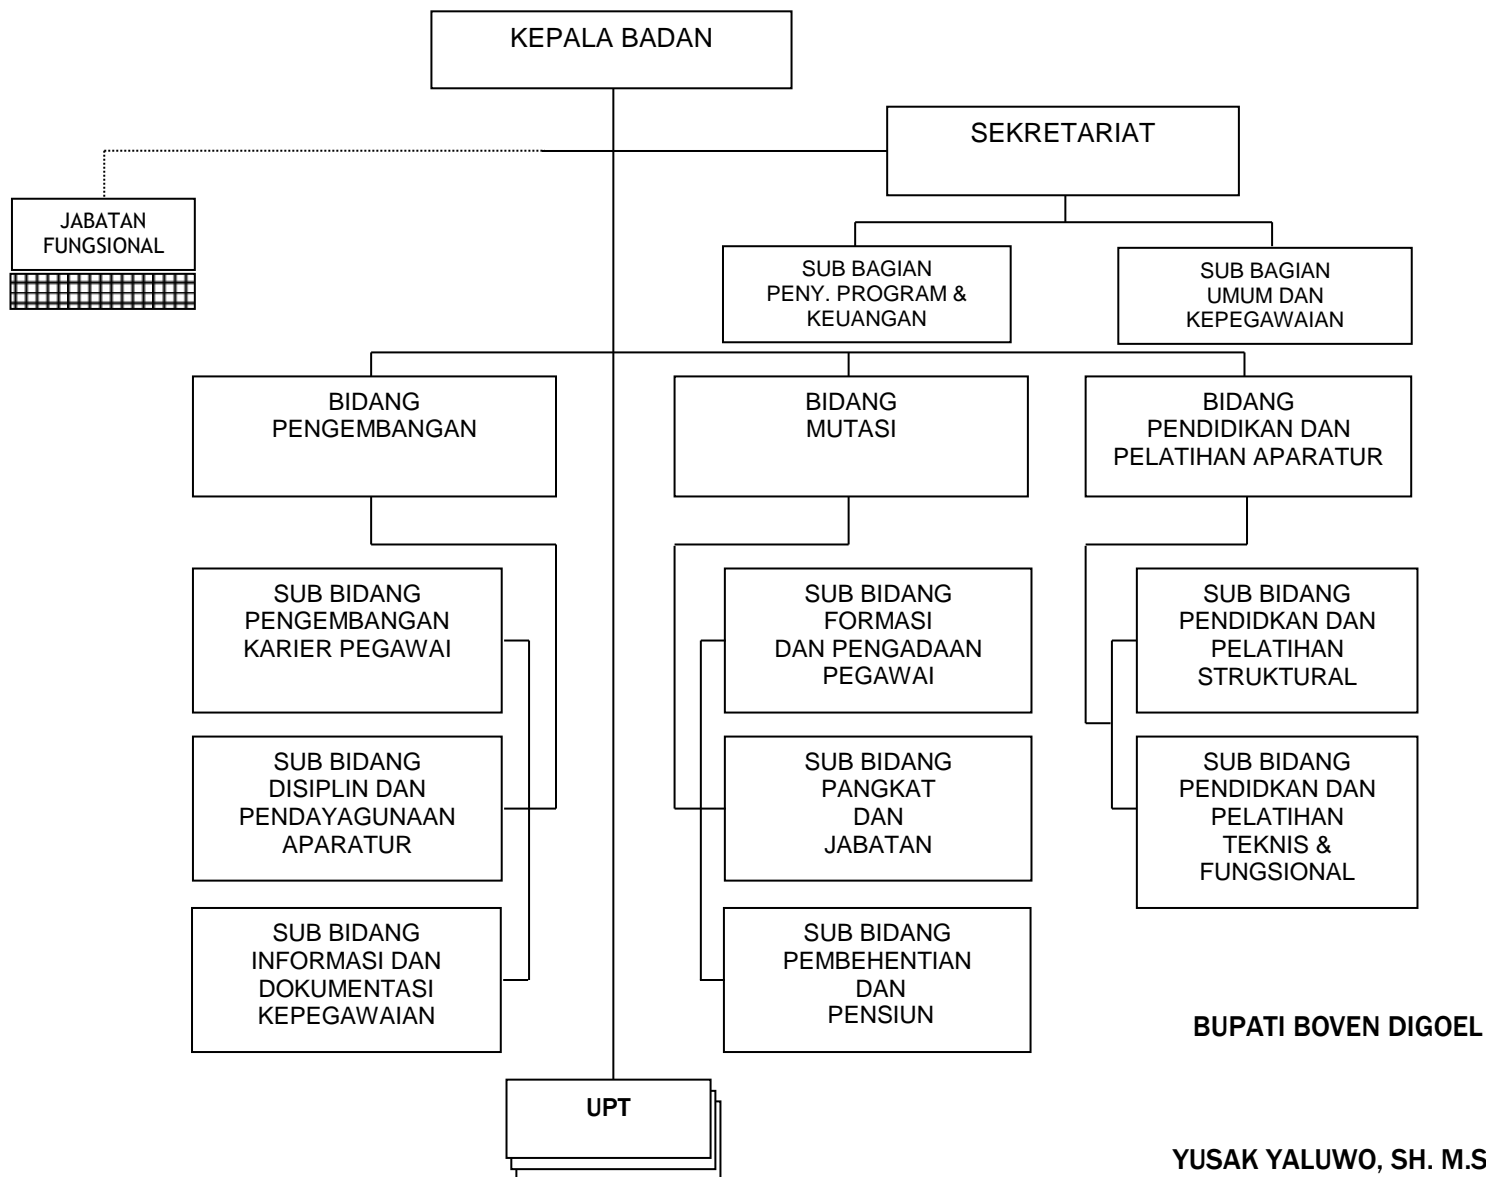 KEPALA BADAN
SEKRETARIAT
JABATAN
FUNGSIONAL
SUB BAGIAN
PENY. PROGRAM &
KEUANGAN
SUB BAGIAN
UMUM DAN
KEPEGAWAIAN
BIDANG
PENGEMBANGAN
BIDANG
MUTASI
BIDANG
PENDIDIKAN DAN
PELATIHAN APARATUR
SUB BIDANG
PENGEMBANGAN
KARIER PEGAWAI
SUB BIDANG
FORMASI
DAN PENGADAAN
PEGAWAI
SUB BIDANG
PENDIDKAN DAN
PELATIHAN
STRUKTURAL
SUB BIDANG
DISIPLIN DAN
PENDAYAGUNAAN
APARATUR
SUB BIDANG
PANGKAT
DAN
JABATAN
SUB BIDANG
PENDIDKAN DAN
PELATIHAN
TEKNIS &
FUNGSIONAL
SUB BIDANG
INFORMASI DAN
DOKUMENTASI
KEPEGAWAIAN
SUB BIDANG
PEMBEHENTIAN
DAN
PENSIUN
BUPATI BOVEN DIGOEL
UPT
YUSAK YALUWO, SH. M.S